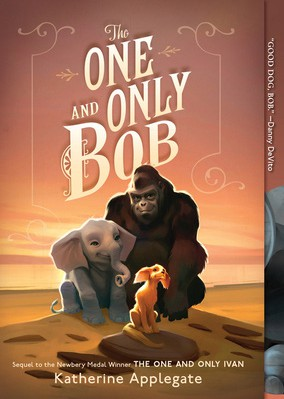 The
ONE
AND ONLY
BOB
Sequel to the Newbery Medal Winner THE ONE AND ONLY IVAN
Katherine Applegate
"GOOD DOG, BOB." —Danny DeVito